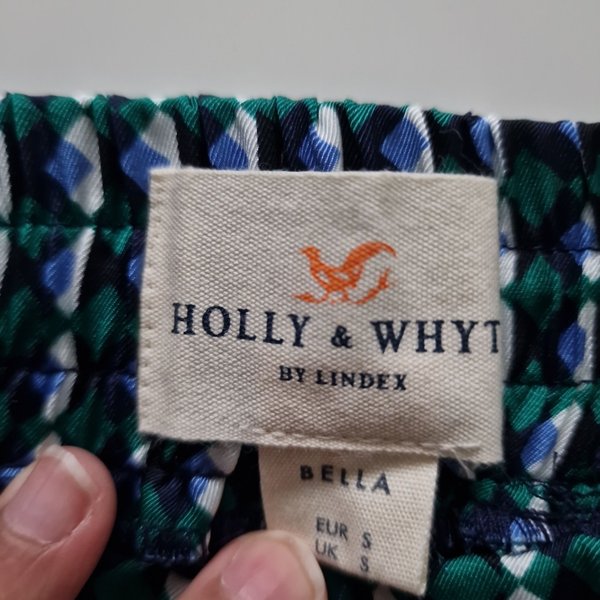 HOLLY & WHYT
BY LINDEX
BELLA
EUR S
UK S